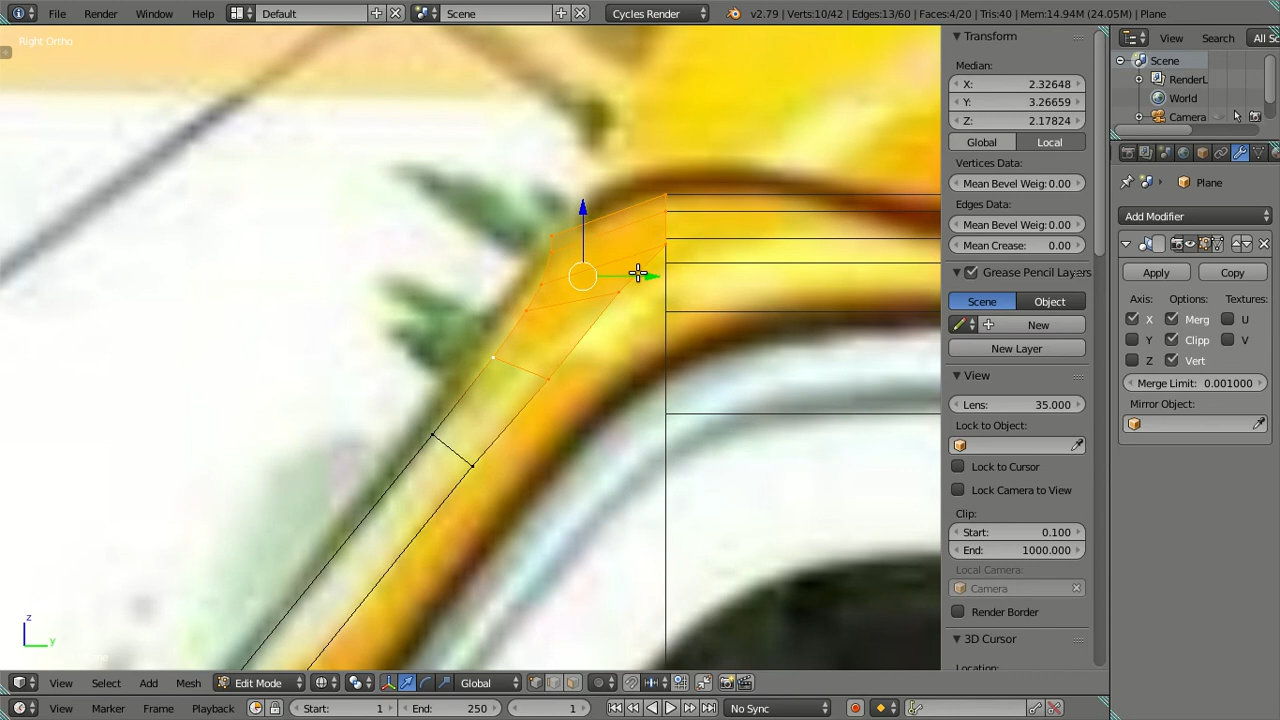 File Render Window Help Default Scene Cycles Render v2.79 | Verts:10/42 | Edges:13/60 | Faces:4/20 | Tris:40 | Mem:14.94M (24.05M) | Plane
Right Ortho
Transform
Median:
X: 2.32648
Y: 3.26659
Z: 2.17824
Global Local
Vertices Data:
Mean Bevel Weig: 0.00
Edges Data:
Mean Bevel Weig: 0.00
Mean Crease: 0.00
Grease Pencil Layers
Scene Object
New
New Layer
View
Lens: 35.000
Lock to Object:
Lock to Cursor
Lock Camera to View
Clip:
Start: 0.100
End: 1000.000
Local Camera:
Camera
Render Border
3D Cursor
Location:
View Search All Sc
Scene
RenderL
World
Camera
Plane
Add Modifier
Apply Copy
Axis: Options: Textures:
X Merg U
Y Clipp V
Z Vert
Merge Limit: 0.001000
Mirror Object:
z
y
View Select Add Mesh Edit Mode Global
View Marker Frame Playback Start: 1 End: 250 1 No Sync